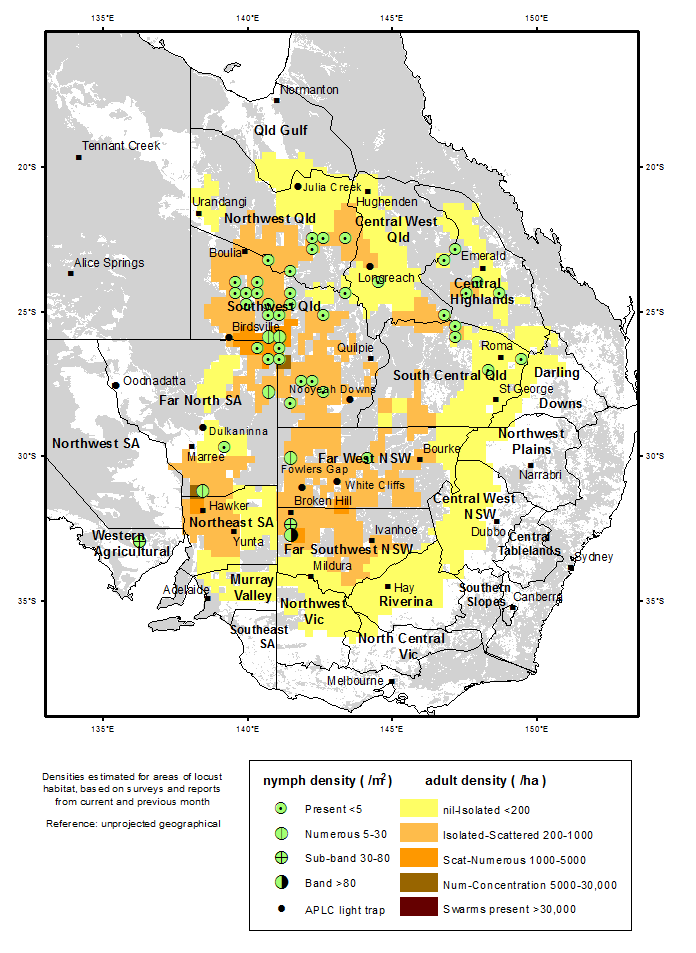 135°E 140°E 145°E 150°E
Normanton
Qld Gulf
Tennant Creek
20°S 20°S
Julia Creek
Hughenden
Urandangi
Northwest Qld
Central West
Qld
Boulia
Emerald
Alice Springs
Longreach
Central
Highlands
Southwest Qld
25°S 25°S
Birdsville
Quilpie
Roma
South Central Qld
Darling
Downs
Oodnadatta
Nooyeah Downs
St George
Far North SA
Dulkaninna
Northwest SA
Northwest
Plains
Bourke
Marree
Far West NSW
30°S 30°S
Fowlers Gap
Narrabri
White Cliffs
Hawker
Broken Hill
Central West
NSW
Northeast SA
Ivanhoe
Dubbo
Western
Agricultural
Yunta
Far Southwest NSW
Central
Tablelands
Sydney
Mildura
Adelaide
Murray
Valley
Hay
Riverina
Southern
Slopes
Canberra
35°S 35°S
Northwest
Vic
Southeast
SA
North Central
Vic
Melbourne
135°E 140°E 145°E 150°E
Densities estimated for areas of locust
habitat, based on surveys and reports
from current and previous month
Reference: unprojected geographical
nymph density ( /m2) adult density ( /ha )
Present <5 nil-Isolated <200
Numerous 5-30 Isolated-Scattered 200-1000
Sub-band 30-80 Scat-Numerous 1000-5000
Band >80 Num-Concentration 5000-30,000
APLC light trap Swarms present >30,000